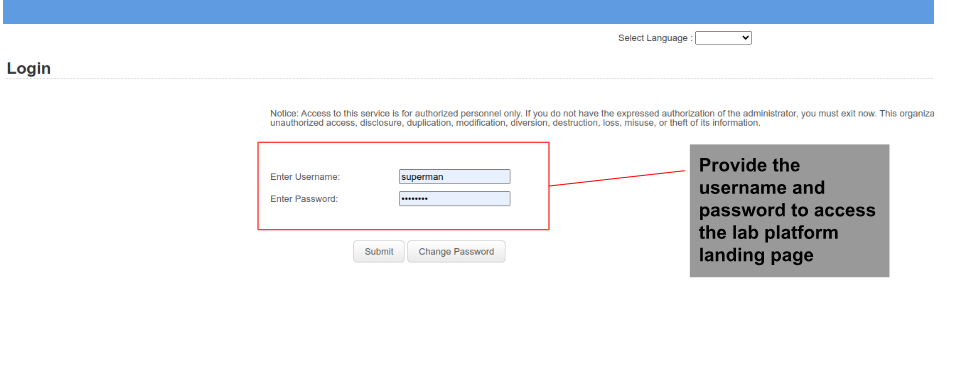 Select Language :
Login
Notice: Access to this service is for authorized personnel only. If you do not have the expressed authorization of the administrator, you must exit now. This organiza
unauthorized access, disclosure, duplication, modification, diversion, destruction, loss, misuse, or theft of its information.
Enter Username:
superman
Enter Password:
••••••••
Submit
Change Password
Provide the
username and
password to access
the lab platform
landing page